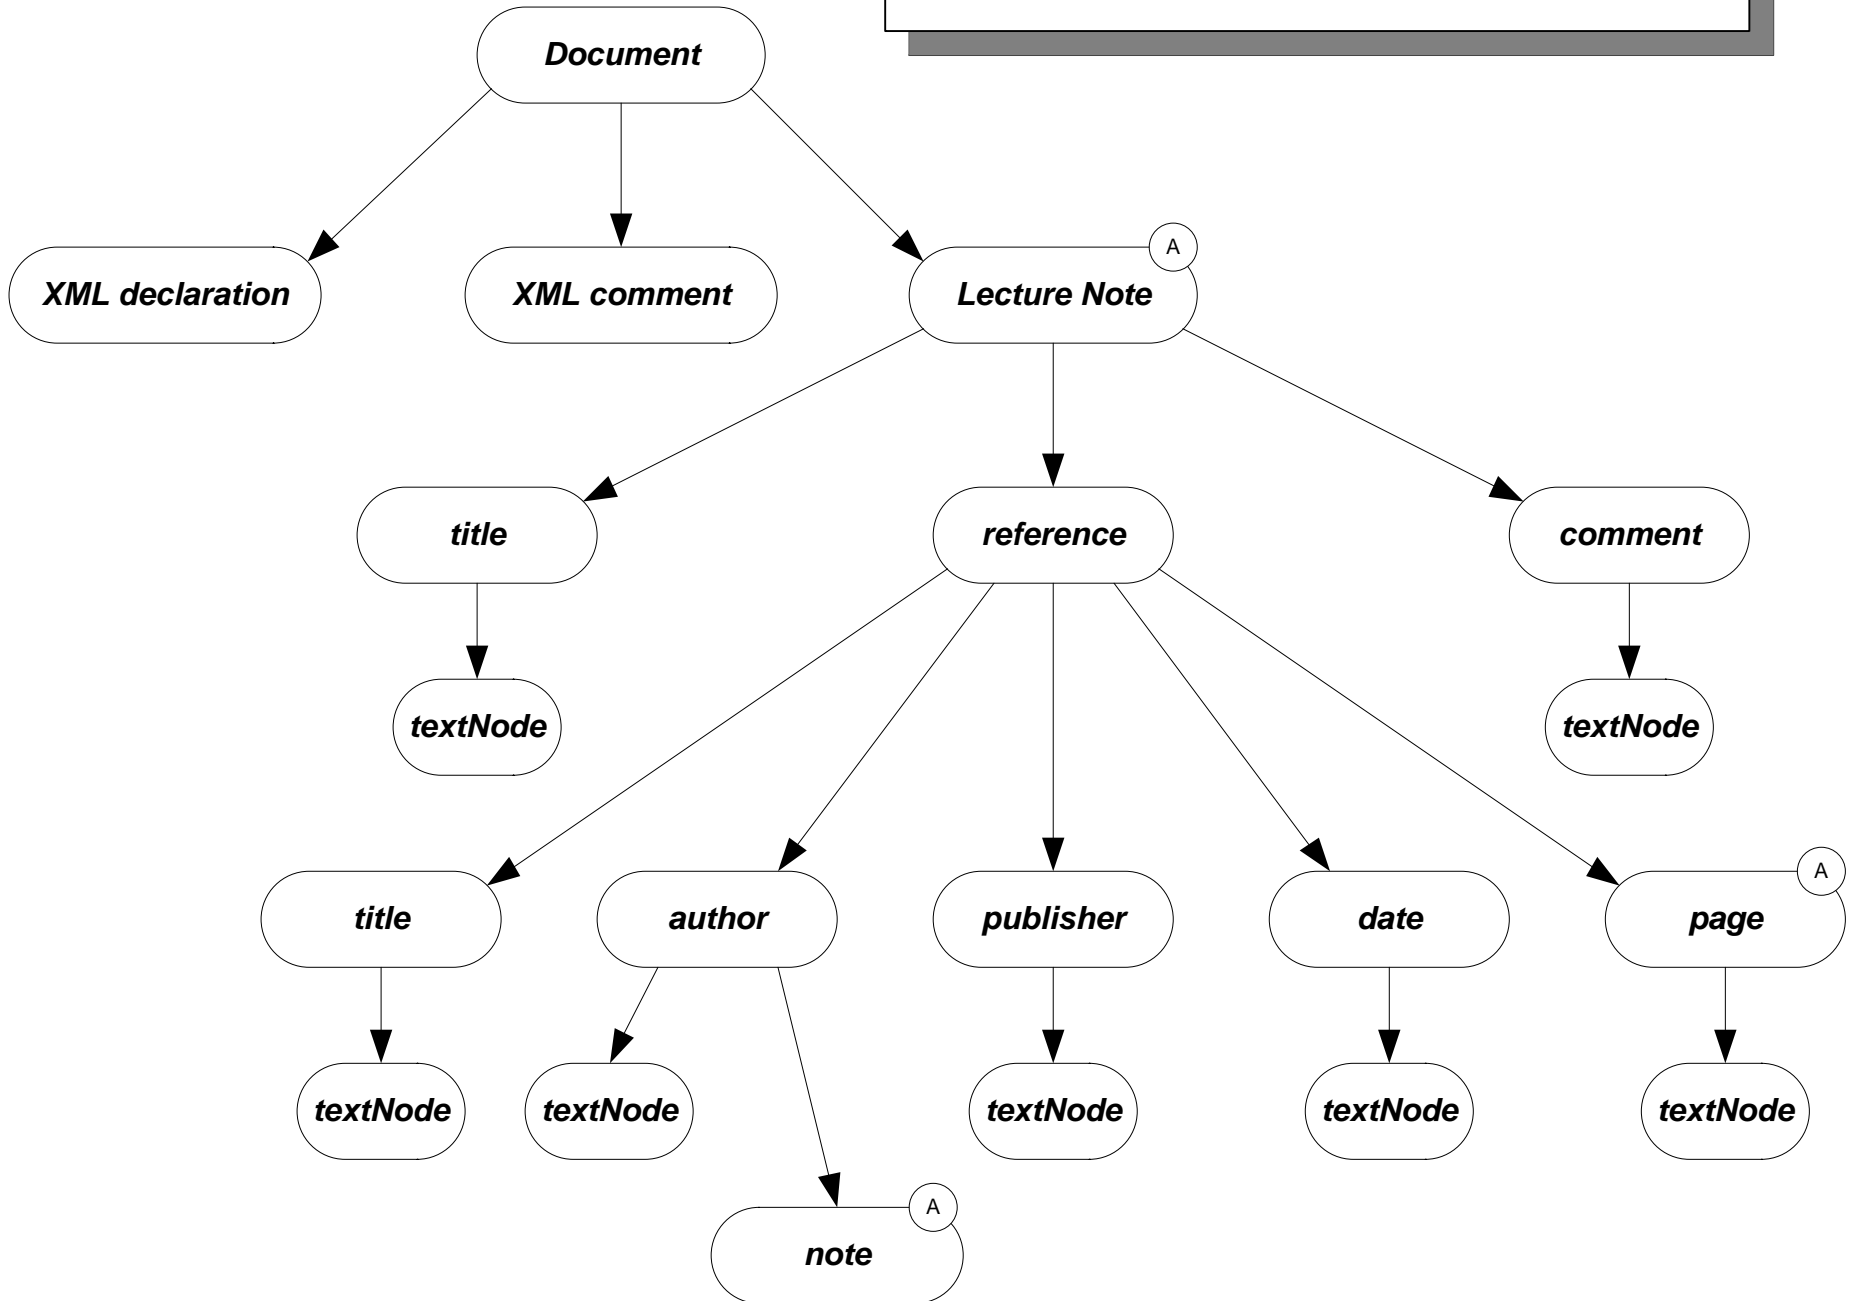 Document
A
XML declaration XML comment Lecture Note
title reference comment
textNode textNode
A
title author publisher date page
textNode textNode textNode textNode textNode
A
note